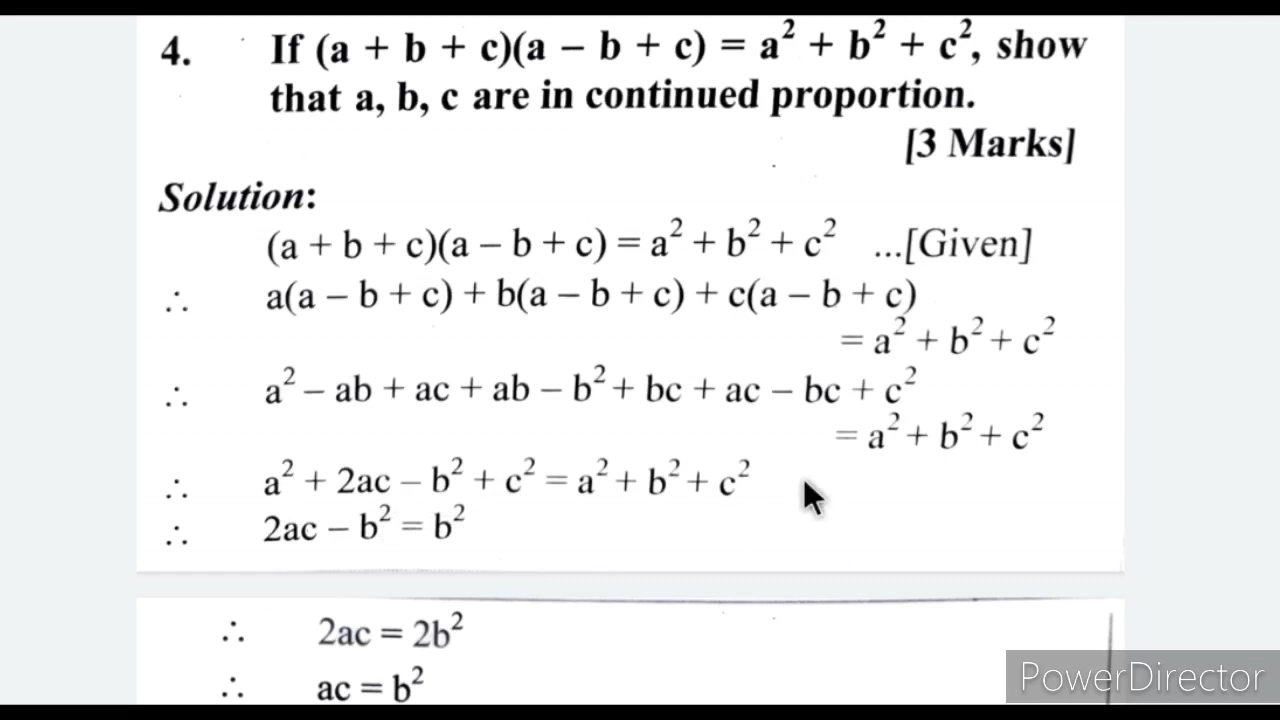 4. If (a + b + c)(a − b + c) = a² + b² + c², show
that a, b, c are in continued proportion.
[3 Marks]
Solution:
(a + b + c)(a − b + c) = a² + b² + c² ...[Given]
∴ a(a − b + c) + b(a − b + c) + c(a − b + c)
= a² + b² + c²
∴ a² − ab + ac + ab − b² + bc + ac − bc + c²
= a² + b² + c²
∴ a² + 2ac − b² + c² = a² + b² + c²
∴ 2ac − b² = b²
∴ 2ac = 2b²
∴ ac = b²
PowerDirector